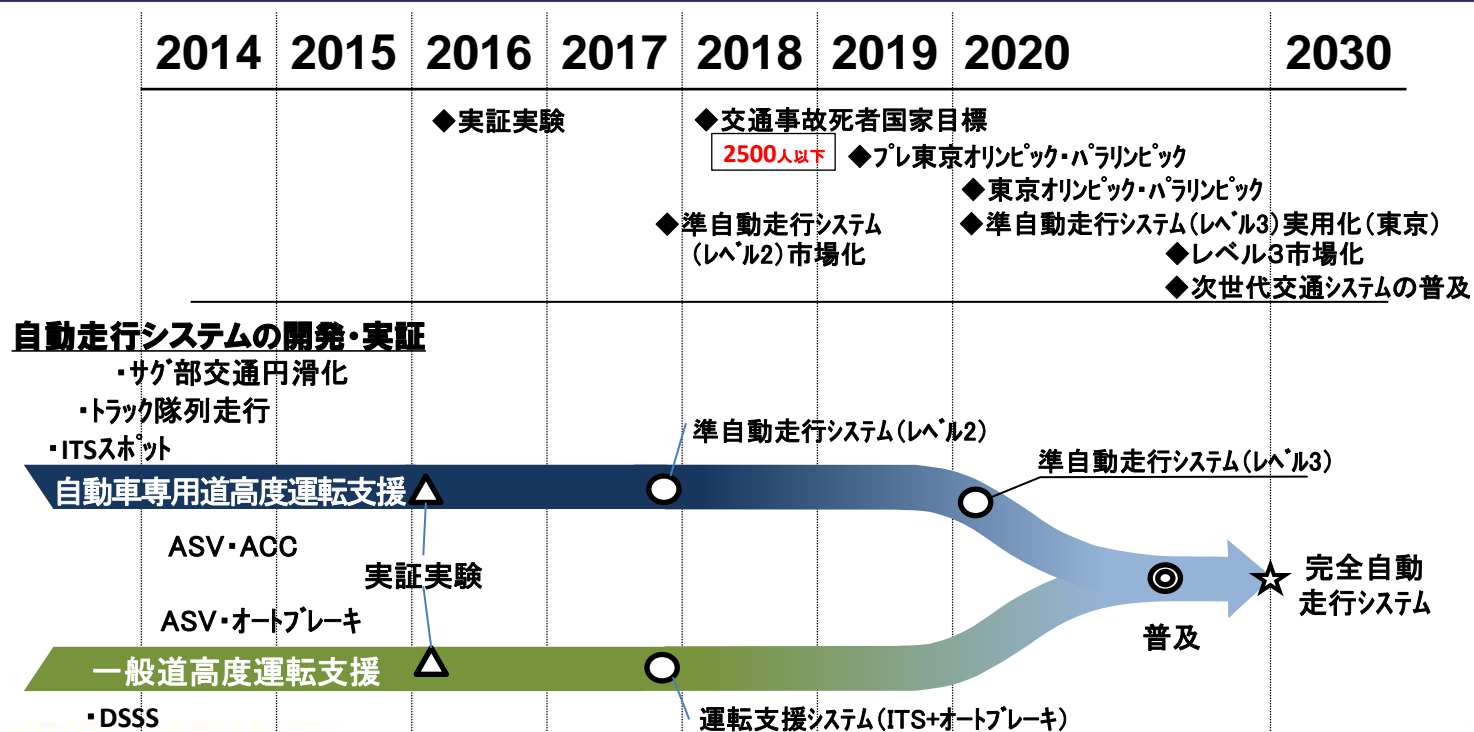 2014 2015 2016 2017 2018 2019 2020 2030
◆実証実験 ◆交通事故死者国家目標
2500人以下 ◆プレ東京オリンピック・パラリンピック
◆東京オリンピック・パラリンピック
◆準自動走行システム ◆準自動走行システム(レベル3)実用化(東京)
(レベル2)市場化 ◆レベル3市場化
◆次世代交通システムの普及
自動走行システムの開発・実証
・サグ部交通円滑化
・トラック隊列走行
・ITSスポット
準自動走行システム(レベル2)
準自動走行システム(レベル3)
自動車専用道高度運転支援
ASV・ACC
実証実験
完全自動
走行システム
ASV・オートブレーキ
普及
一般道高度運転支援
・DSSS
運転支援システム(ITS+オートブレーキ)